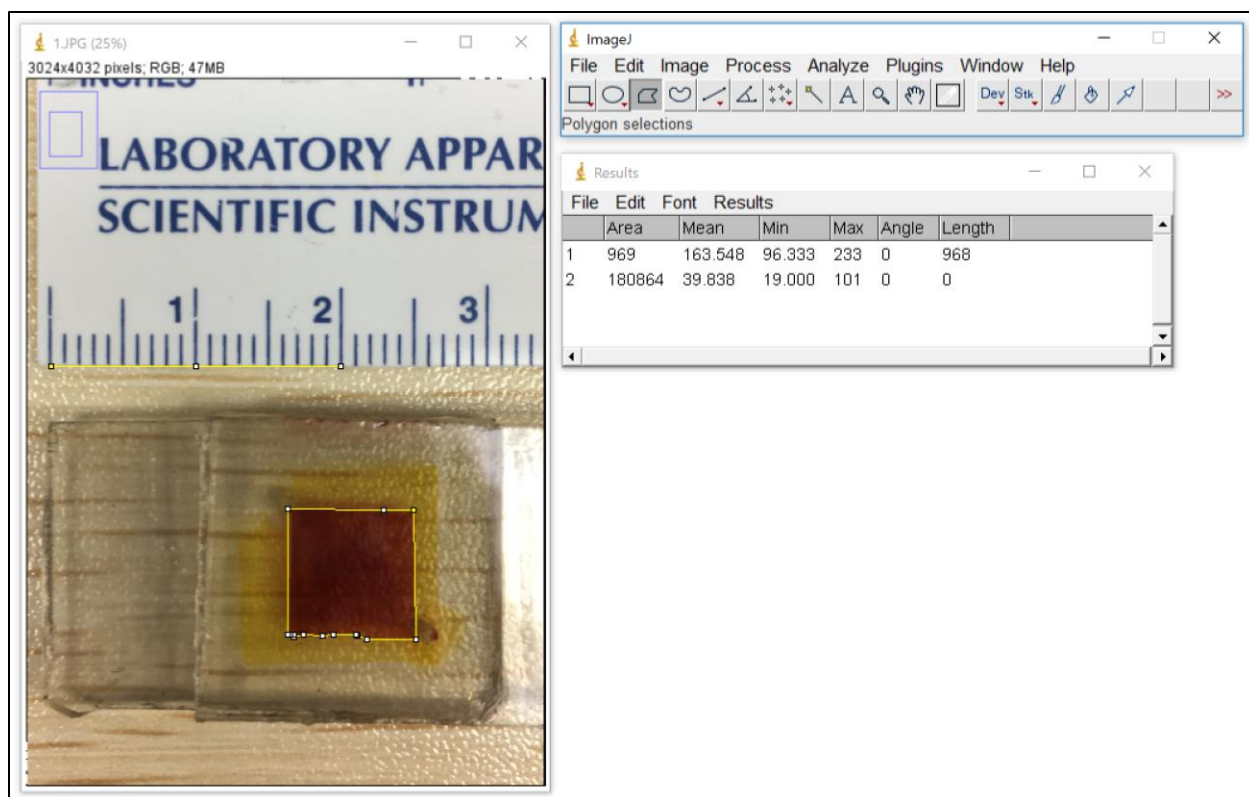 1.JPG (25%)
3024x4032 pixels; RGB; 47MB
INCHES
LABORATORY APPAR
SCIENTIFIC INSTRUM
1 2 3
ImageJ
File Edit Image Process Analyze Plugins Window Help
Dev Stk >>
Polygon selections
Results
File Edit Font Results
Area Mean Min Max Angle Length
1 969 163.548 96.333 233 0 968
2 180864 39.838 19.000 101 0 0